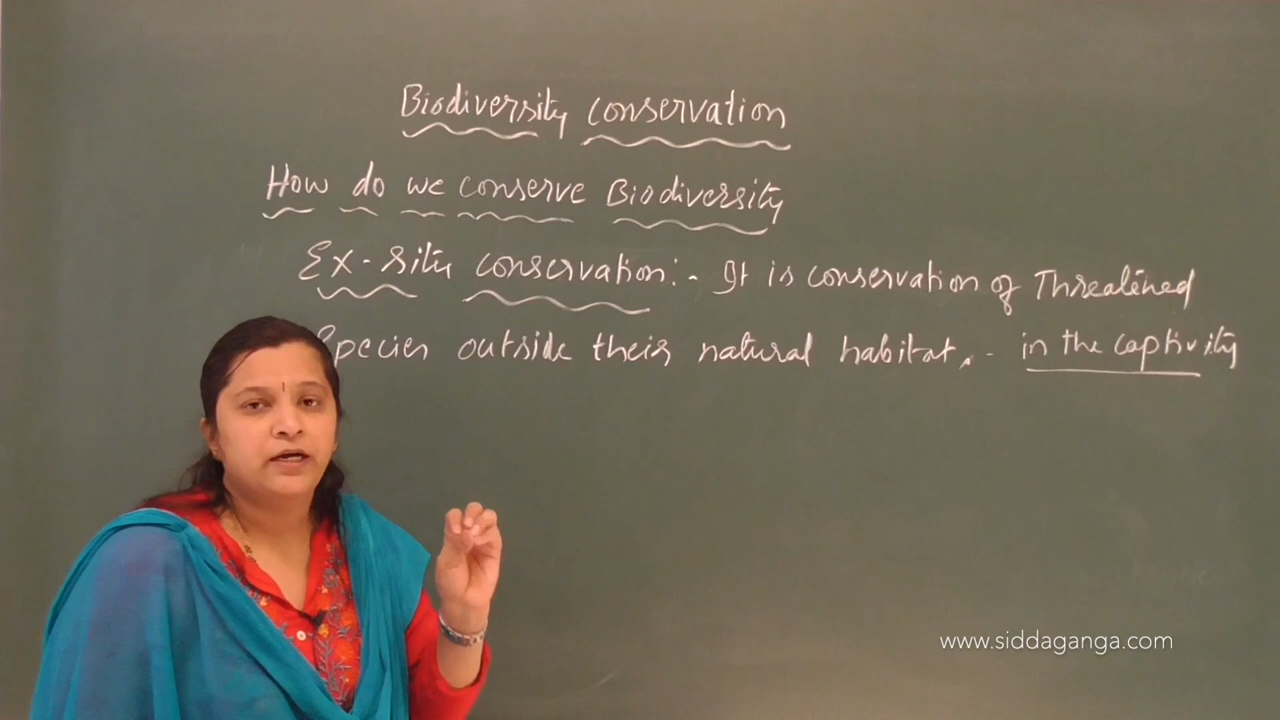 Biodiversity conservation
How do we conserve Biodiversity
Ex-situ conservation:- It is conservation of Threatened
Species outside their natural habitat,- in the captivity
www.siddaganga.com